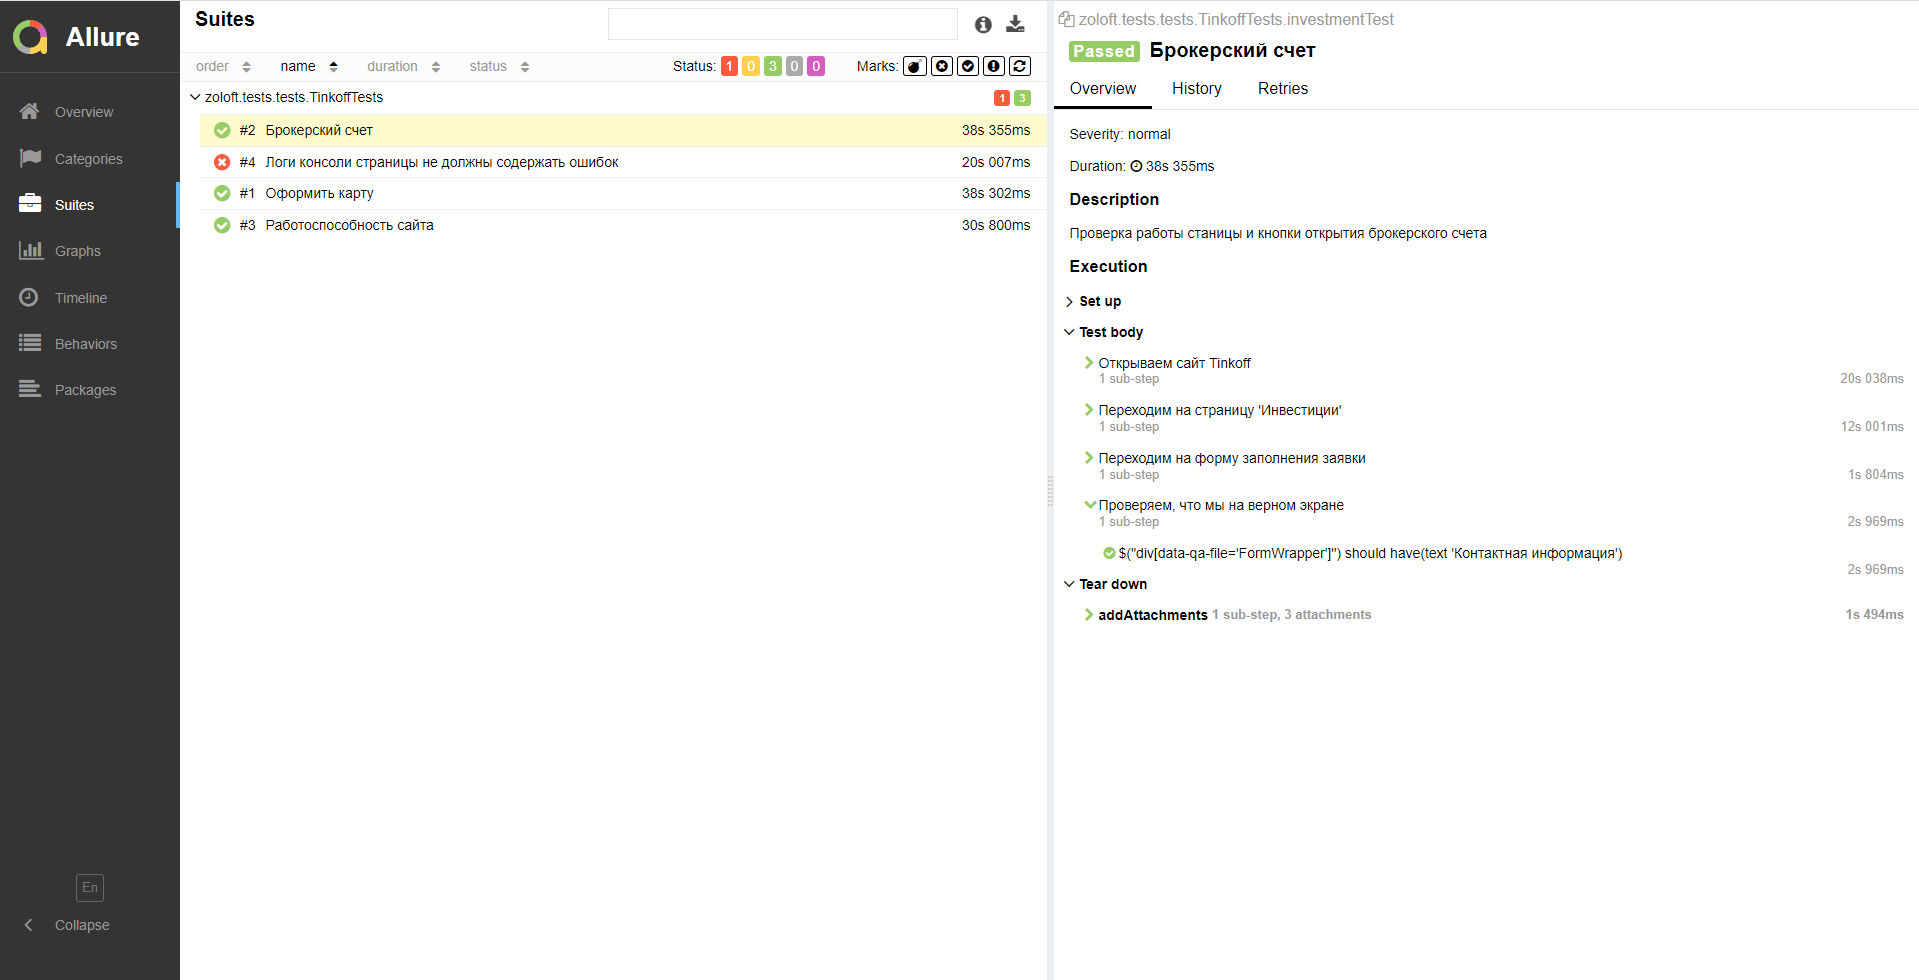 Allure
Overview
Categories
Suites
Graphs
Timeline
Behaviors
Packages
En
Collapse
Suites
order name duration status Status: 1 0 3 0 0 Marks:
zoloft.tests.tests.TinkoffTests 1 3
#2 Брокерский счет 38s 355ms
#4 Логи консоли страницы не должны содержать ошибок 20s 007ms
#1 Оформить карту 38s 302ms
#3 Работоспособность сайта 30s 800ms
zoloft.tests.tests.TinkoffTests.investmentTest
Passed Брокерский счет
Overview History Retries
Severity: normal
Duration: 38s 355ms
Description
Проверка работы станицы и кнопки открытия брокерского счета
Execution
Set up
Test body
Открываем сайт Tinkoff
1 sub-step 20s 038ms
Переходим на страницу 'Инвестиции'
1 sub-step 12s 001ms
Переходим на форму заполнения заявки
1 sub-step 1s 804ms
Проверяем, что мы на верном экране
1 sub-step 2s 969ms
$("div[data-qa-file='FormWrapper']") should have(text 'Контактная информация')
2s 969ms
Tear down
addAttachments 1 sub-step, 3 attachments 1s 494ms